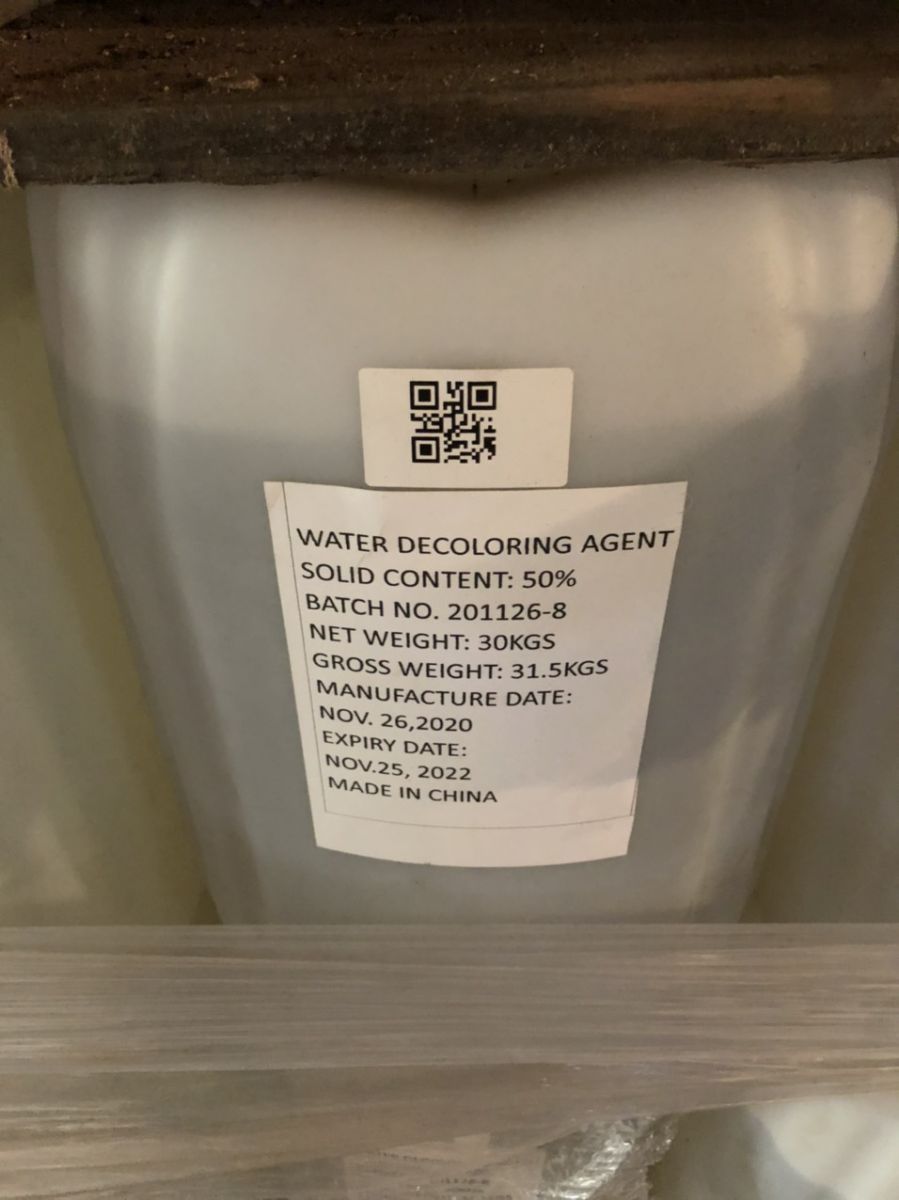 WATER DECOLORING AGENT
SOLID CONTENT: 50%
BATCH NO. 201126-8
NET WEIGHT: 30KGS
GROSS WEIGHT: 31.5KGS
MANUFACTURE DATE:
NOV. 26,2020
EXPIRY DATE:
NOV.25, 2022
MADE IN CHINA